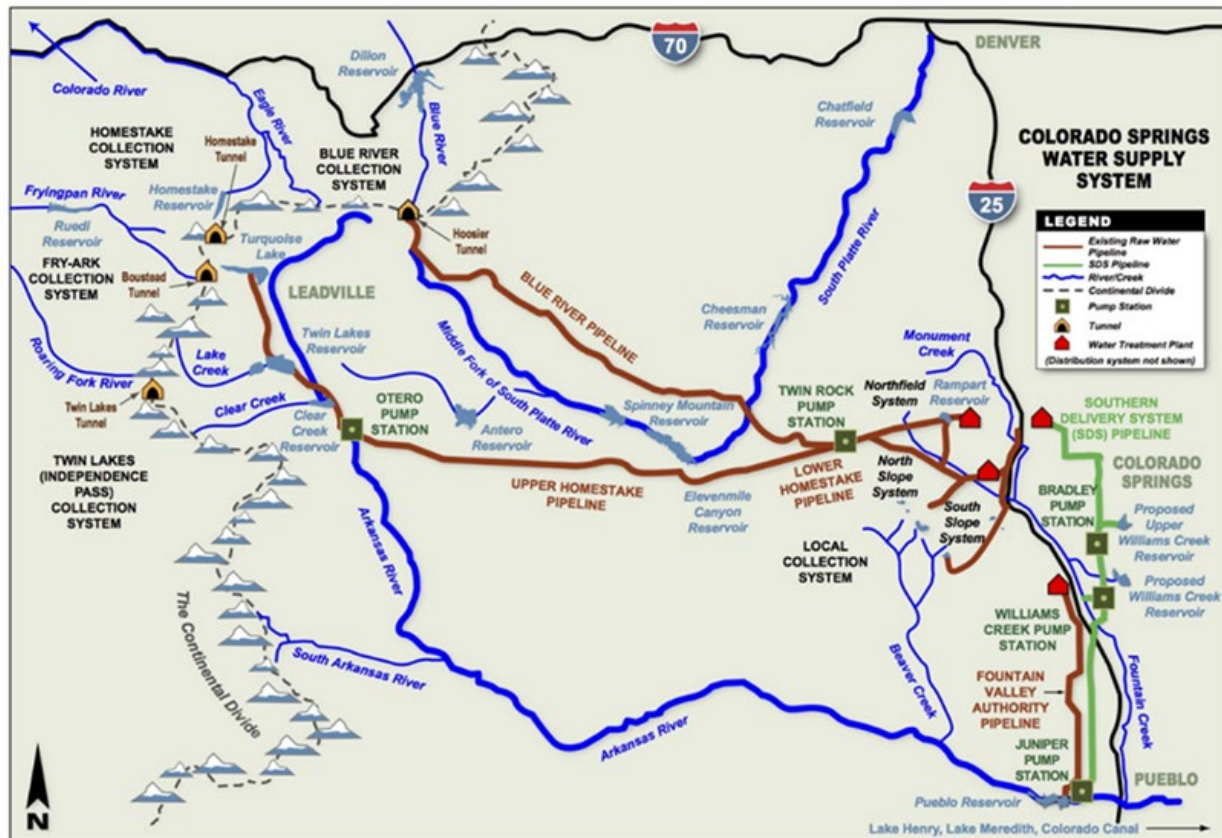 70
DENVER
Dillon
Reservoir
Colorado River
Eagle River
Blue River
Chatfield
Reservoir
HOMESTAKE
COLLECTION
SYSTEM
Homestake
Tunnel
BLUE RIVER
COLLECTION
SYSTEM
COLORADO SPRINGS
WATER SUPPLY
SYSTEM
Fryingpan River
Homestake
Reservoir
25
Ruedi
Reservoir
Turquoise
Lake
Hoosier
Tunnel
South Platte River
LEGEND
Existing Raw Water
Pipeline
SDS Pipeline
River/Creek
Continental Divide
Pump Station
Tunnel
Water Treatment Plant
(Distribution system not shown)
FRY-ARK
COLLECTION
SYSTEM
Boustead
Tunnel
LEADVILLE
BLUE RIVER PIPELINE
Cheesman
Reservoir
Roaring Fork River
Lake
Creek
Twin Lakes
Reservoir
Middle Fork of South Platte River
Monument
Creek
Twin Lakes
Tunnel
Clear Creek
Clear
Creek
Reservoir
OTERO
PUMP
STATION
Antero
Reservoir
Spinney Mountain
Reservoir
TWIN ROCK
PUMP
STATION
Northfield
System
Rampart
Reservoir
SOUTHERN
DELIVERY SYSTEM
(SDS) PIPELINE
TWIN LAKES
(INDEPENDENCE
PASS)
COLLECTION
SYSTEM
UPPER HOMESTAKE
PIPELINE
LOWER
HOMESTAKE
PIPELINE
North
Slope
System
COLORADO
SPRINGS
Elevenmile
Canyon
Reservoir
South
Slope
System
BRADLEY
PUMP
STATION
Proposed
Upper
Williams Creek
Reservoir
Arkansas River
LOCAL
COLLECTION
SYSTEM
Proposed
Williams Creek
Reservoir
The Continental Divide
South Arkansas River
WILLIAMS
CREEK PUMP
STATION
Beaver Creek
FOUNTAIN
VALLEY
AUTHORITY
PIPELINE
Fountain Creek
Arkansas River
JUNIPER
PUMP
STATION
PUEBLO
N
Pueblo Reservoir
Lake Henry, Lake Meredith, Colorado Canal